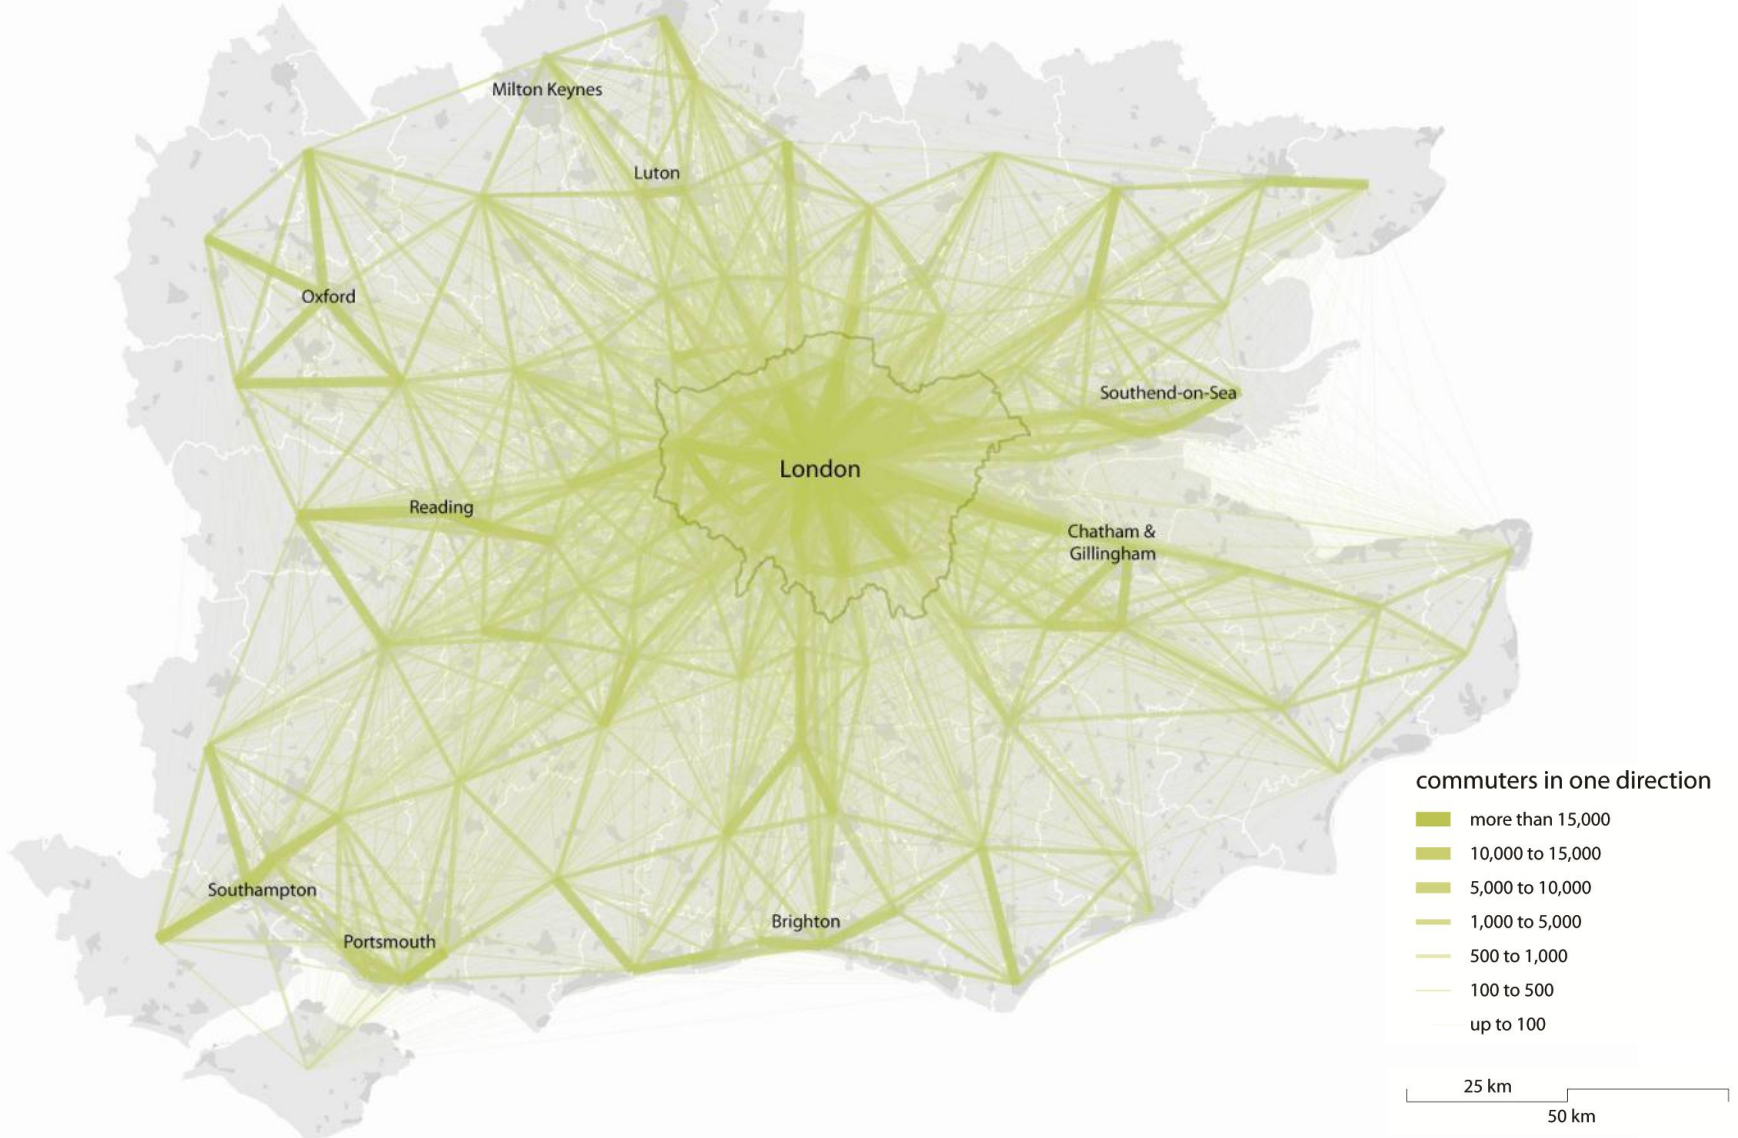 Milton Keynes
Luton
Oxford
Southend-on-Sea
London
Reading
Chatham &
Gillingham
Southampton
Portsmouth
Brighton
commuters in one direction
more than 15,000
10,000 to 15,000
5,000 to 10,000
1,000 to 5,000
500 to 1,000
100 to 500
up to 100
25 km
50 km